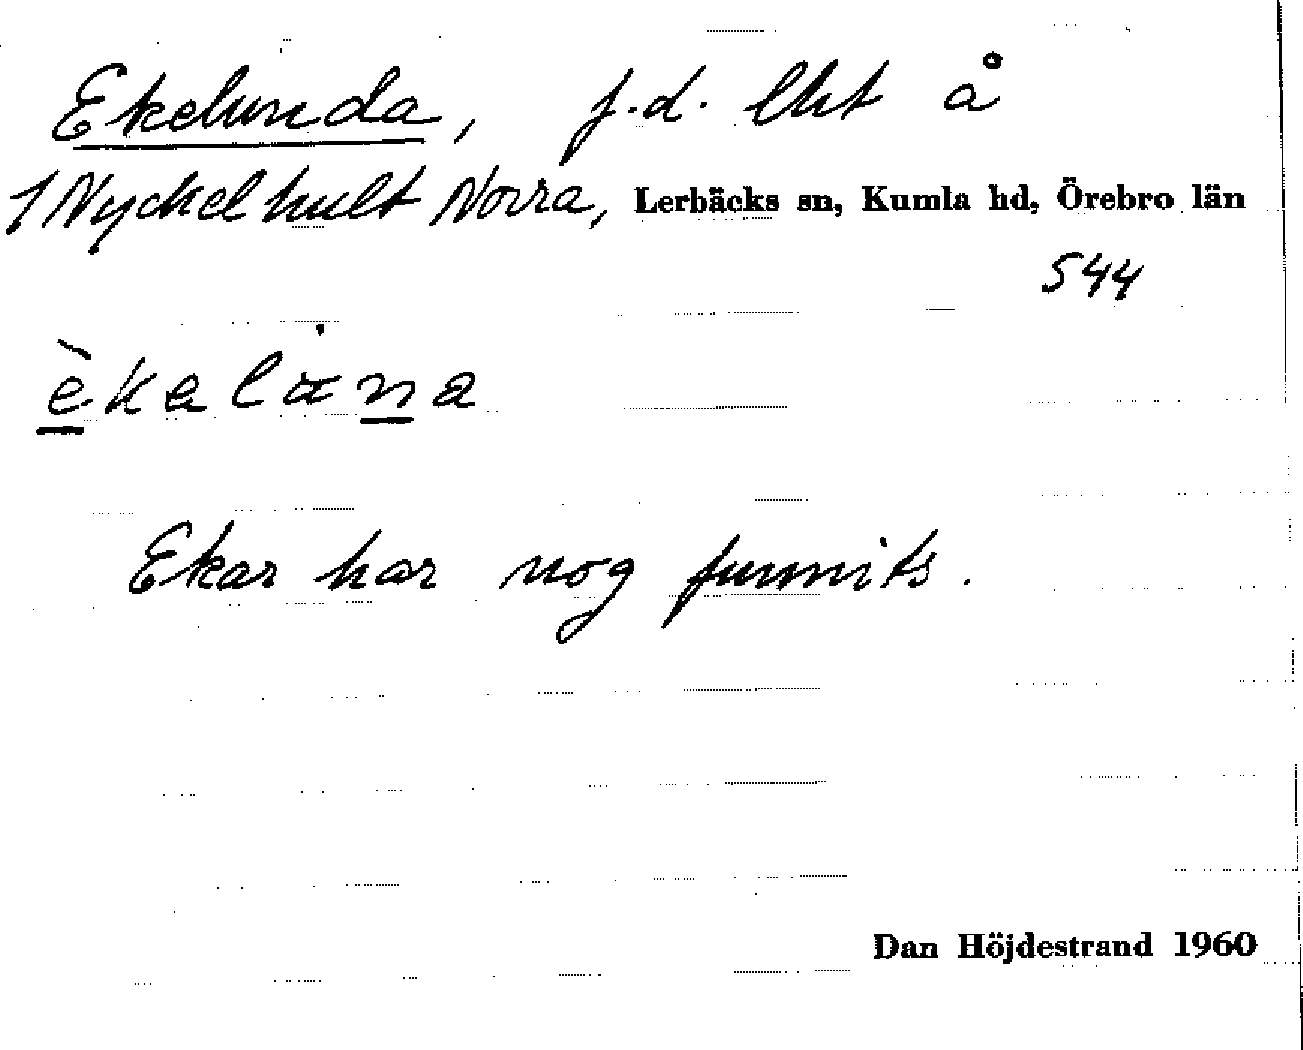 Ekelunda, f.d. lht å
1 Nyckelhult Norra, Lerbäcks sn, Kumla hd, Örebro län
544
Ekar har nog funnits.
Dan Höjdestrand 1960